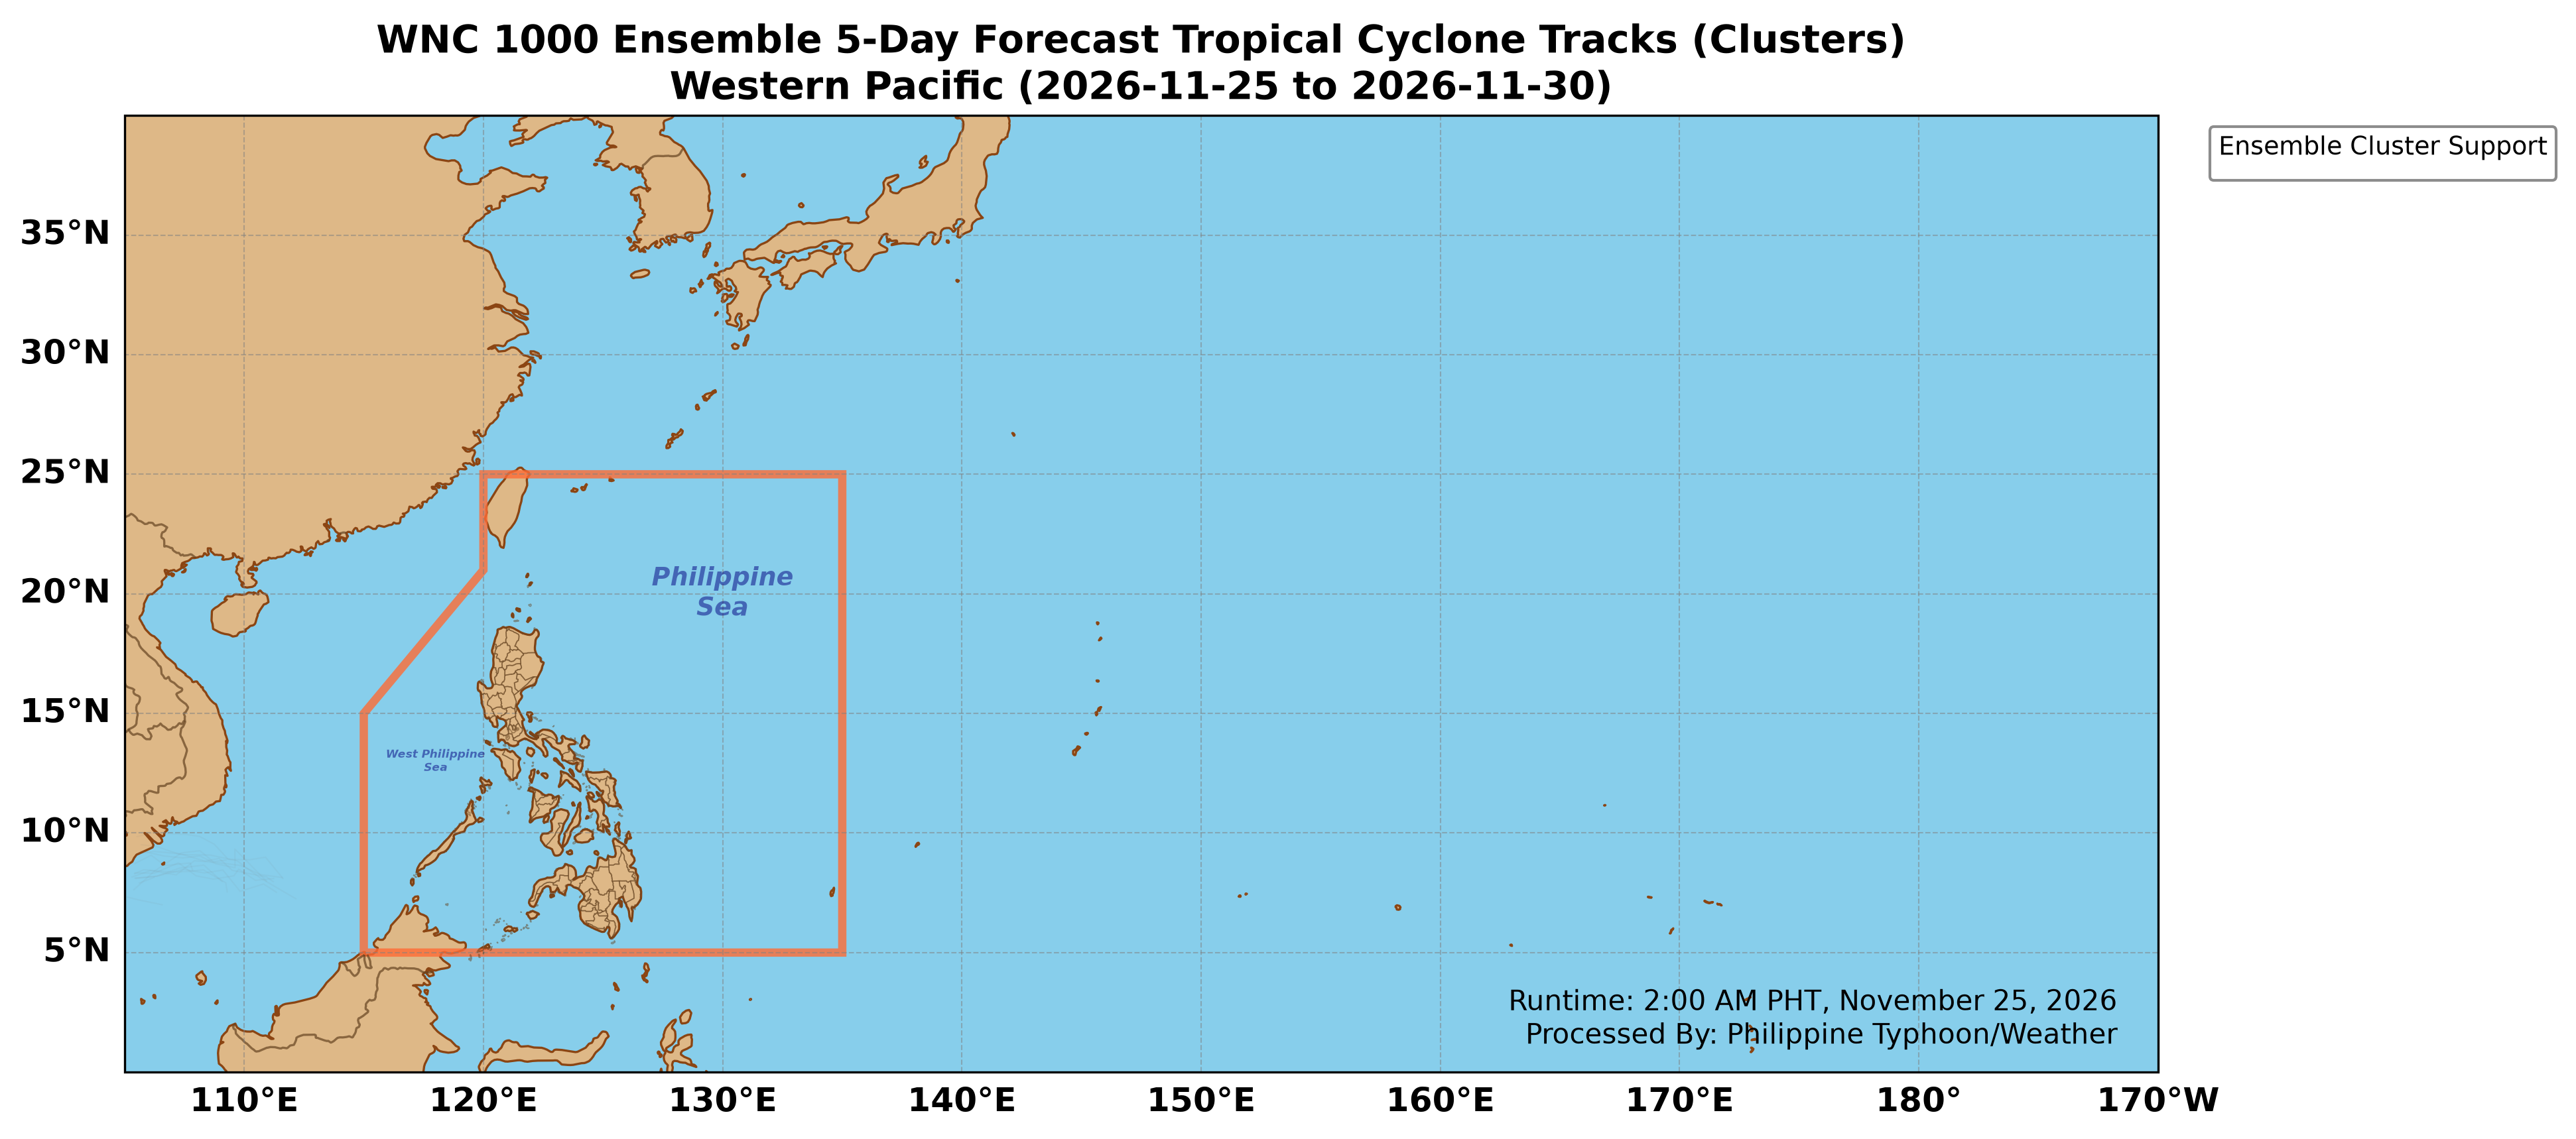 WNC 1000 Ensemble 5-Day Forecast Tropical Cyclone Tracks (Clusters)
Western Pacific (2026-11-25 to 2026-11-30)
Ensemble Cluster Support
35°N
30°N
25°N
20°N
15°N
10°N
5°N
Philippine
Sea
West Philippine
Sea
Runtime: 2:00 AM PHT, November 25, 2026
Processed By: Philippine Typhoon/Weather
110°E
120°E
130°E
140°E
150°E
160°E
170°E
180°
170°W